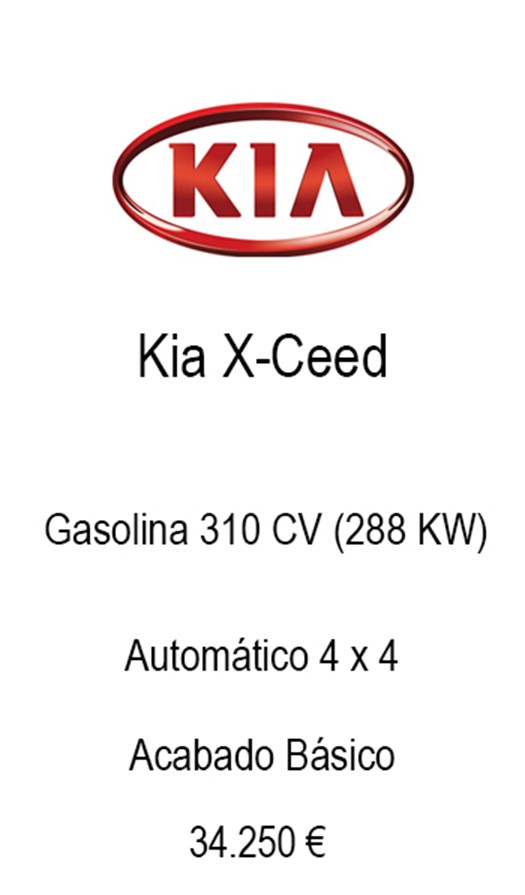 KIA
Kia X-Ceed
Gasolina 310 CV (288 KW)
Automático 4 x 4
Acabado Básico
34.250 €